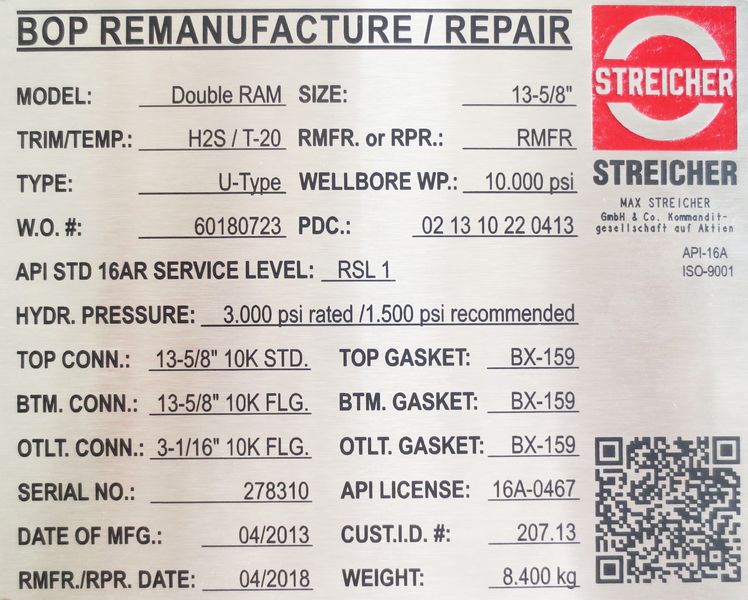 BOP REMANUFACTURE / REPAIR
STREICHER
MODEL: Double RAM SIZE: 13-5/8"
TRIM/TEMP.: H2S / T-20 RMFR. or RPR.: RMFR
STREICHER
TYPE: U-Type WELLBORE WP.: 10.000 psi
MAX STREICHER
GmbH & Co. Kommandit-
gesellschaft auf Aktien
W.O. #: 60180723 PDC.: 02 13 10 22 0413
API-16A
ISO-9001
API STD 16AR SERVICE LEVEL: RSL 1
HYDR. PRESSURE: 3.000 psi rated /1.500 psi recommended
TOP CONN.: 13-5/8" 10K STD. TOP GASKET: BX-159
BTM. CONN.: 13-5/8" 10K FLG. BTM. GASKET: BX-159
OTLT. CONN.: 3-1/16" 10K FLG. OTLT. GASKET: BX-159
SERIAL NO.: 278310 API LICENSE: 16A-0467
DATE OF MFG.: 04/2013 CUST.I.D. #: 207.13
RMFR./RPR. DATE: 04/2018 WEIGHT: 8.400 kg